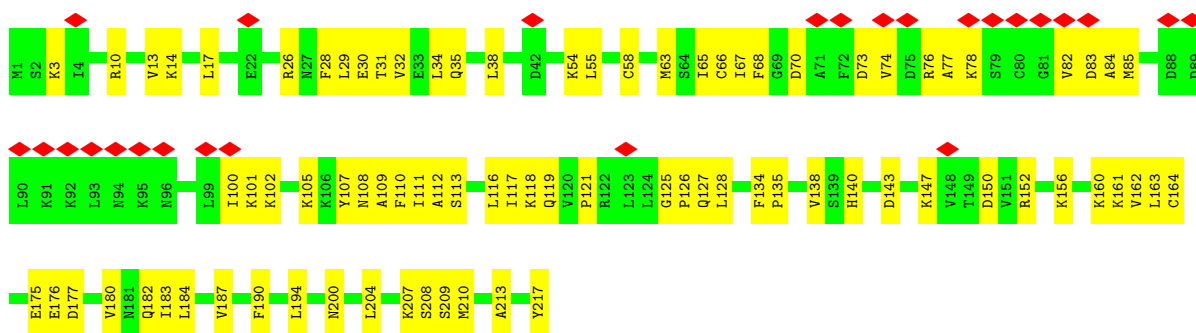 M1 S2 K3 I4 R10 V13 K14 L17 E22 R26 N27 F28 L29 E30 T31 V32 E33 L34 Q35 L38 D42 K54 L55 C58 M63 S64 I65 C66 I67 F68 G69 D70 A71 F72 D73 V74 D75 R76 A77 K78 S79 C80 G81 V82 D83 A84 M85 D88
L90 K91 K92 L93 N94 K95 N96 L99 I100 K101 K102 K105 K106 Y107 N108 A109 F110 I111 A112 S113 L116 I117 K118 Q119 V120 P121 R122 L123 L124 G125 P126 Q127 L128 F134 P135 V138 S139 H140 D143 K147 V148 T149 D150 V151 R152 K156 K160 K161 V162 L163 C164
E175 E176 D177 V180 N181 Q182 I183 L184 V187 F190 L194 N200 L204 K207 S208 S209 M210 A213 Y217